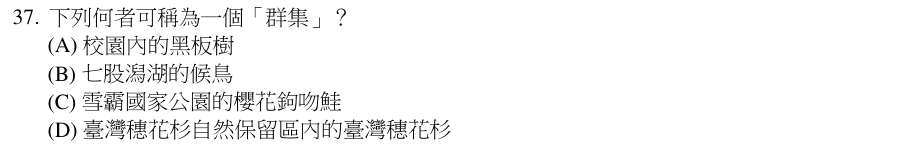 37. 下列何者可稱為一個「群集」？
(A) 校園內的黑板樹
(B) 七股潟湖的候鳥
(C) 雪霸國家公園的櫻花鉤吻鮭
(D) 臺灣穗花杉自然保留區內的臺灣穗花杉